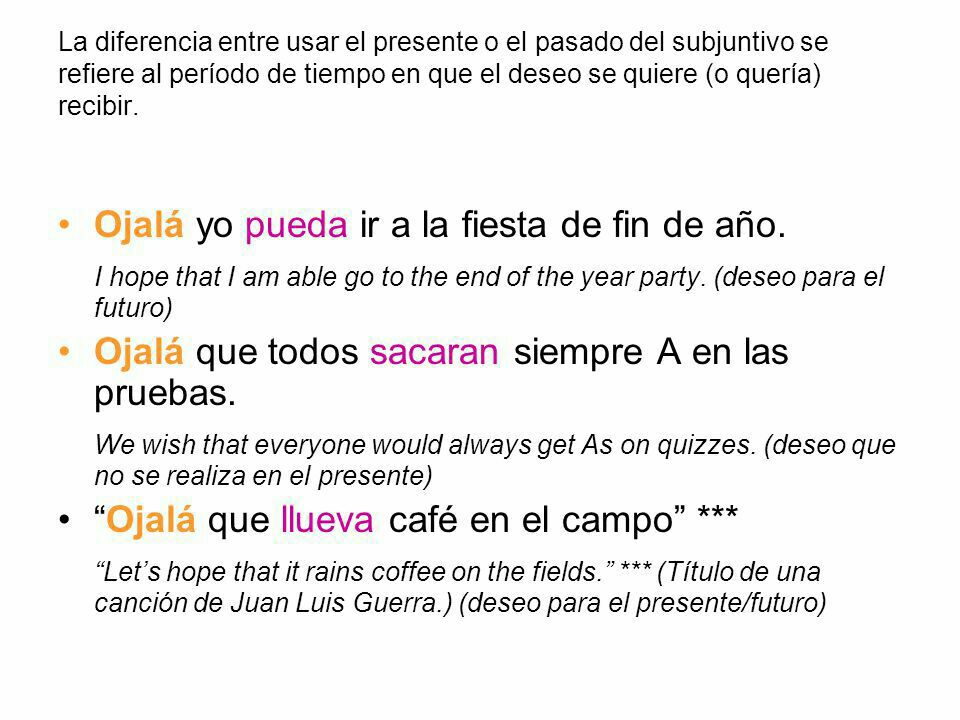 La diferencia entre usar el presente o el pasado del subjuntivo se
refiere al período de tiempo en que el deseo se quiere (o quería)
recibir.
• Ojalá yo pueda ir a la fiesta de fin de año.
I hope that I am able go to the end of the year party. (deseo para el
futuro)
• Ojalá que todos sacaran siempre A en las
pruebas.
We wish that everyone would always get As on quizzes. (deseo que
no se realiza en el presente)
• “Ojalá que llueva café en el campo” ***
“Let’s hope that it rains coffee on the fields.” *** (Título de una
canción de Juan Luis Guerra.) (deseo para el presente/futuro)